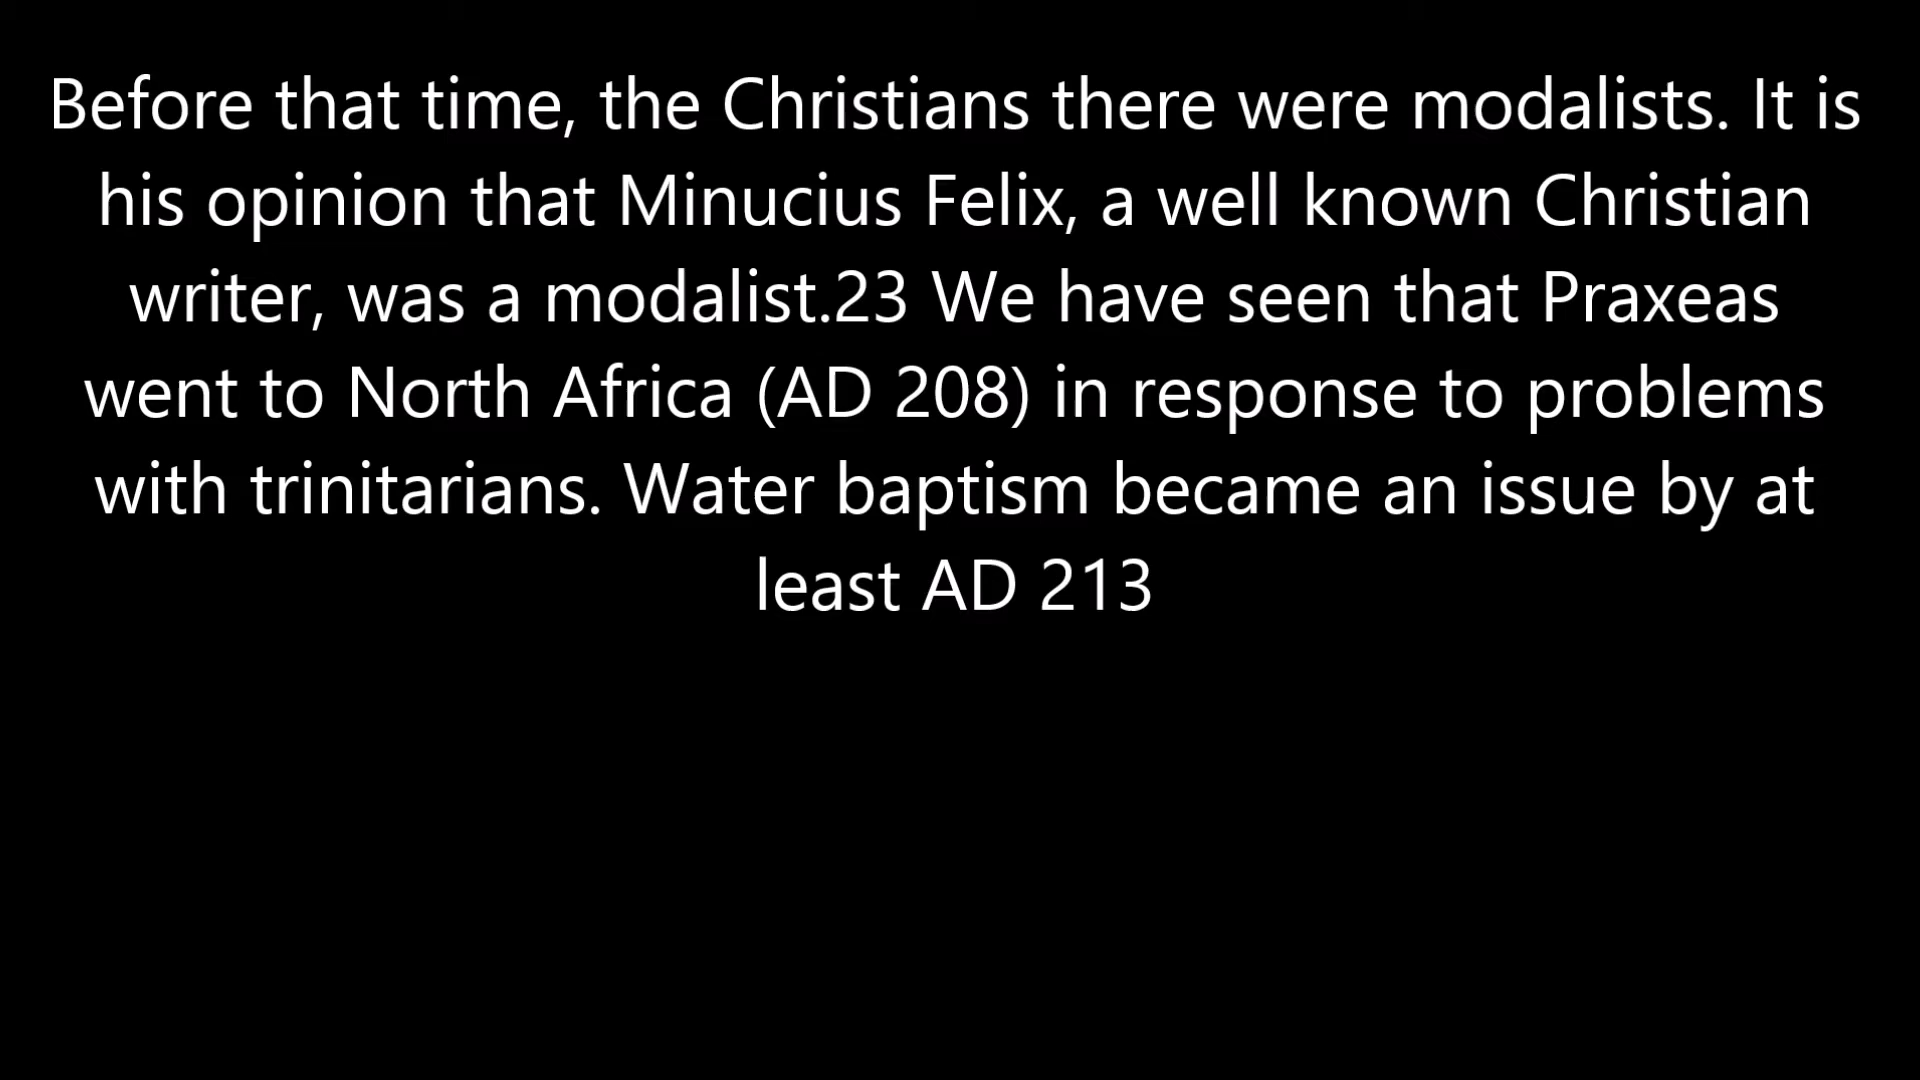 Before that time, the Christians there were modalists. It is
his opinion that Minucius Felix, a well known Christian
writer, was a modalist.23 We have seen that Praxeas
went to North Africa (AD 208) in response to problems
with trinitarians. Water baptism became an issue by at
least AD 213